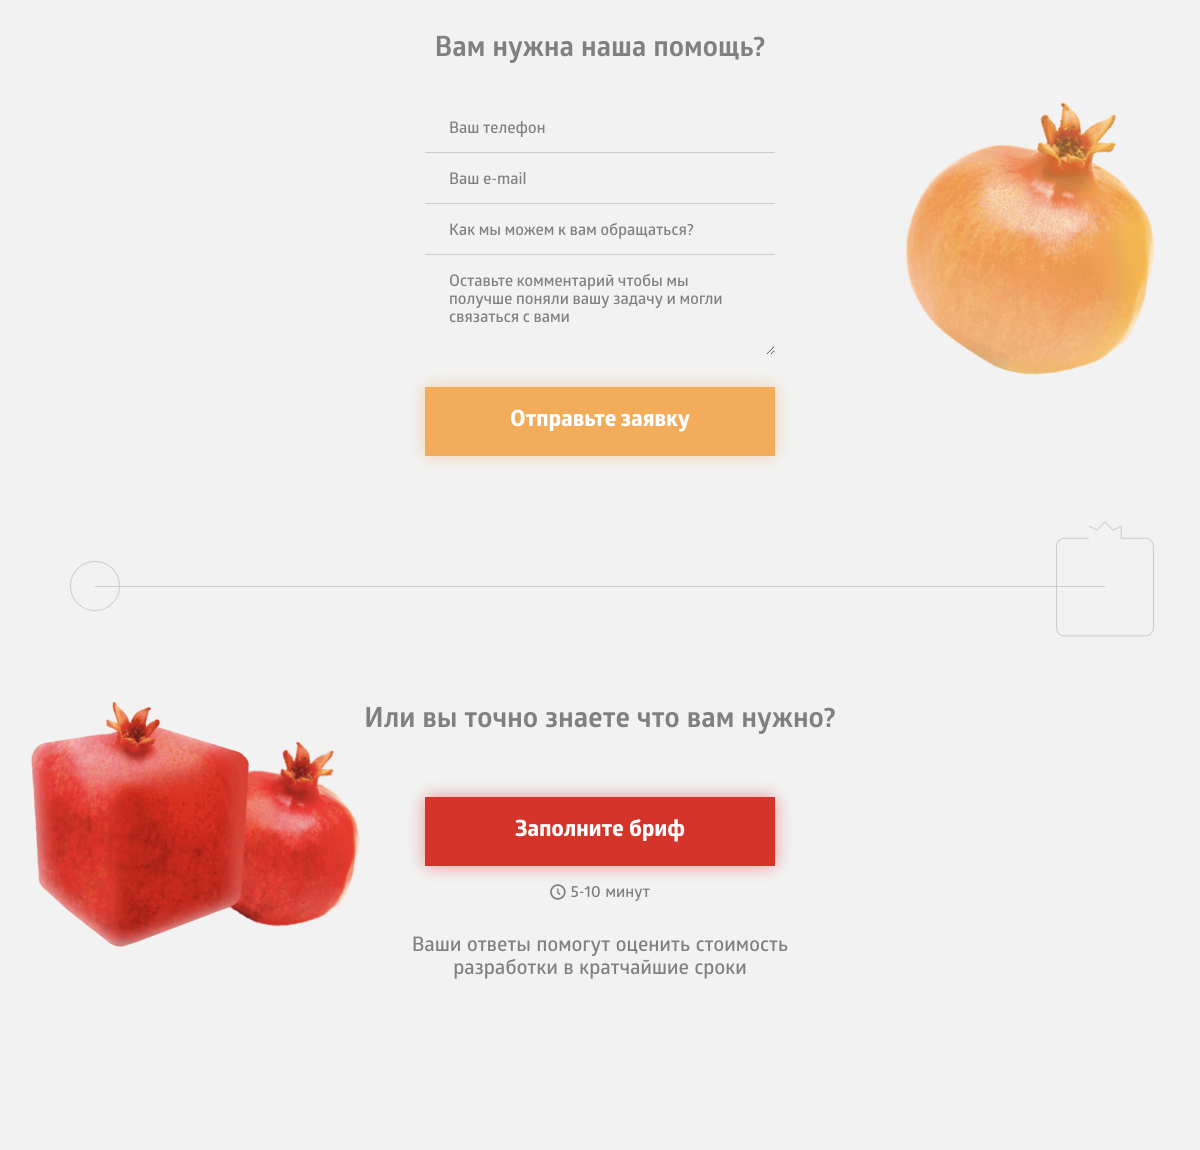 Вам нужна наша помощь?
Ваш телефон
Ваш e-mail
Как мы можем к вам обращаться?
Оставьте комментарий чтобы мы
получше поняли вашу задачу и могли
связаться с вами
Отправьте заявку
Или вы точно знаете что вам нужно?
Заполните бриф
5-10 минут
Ваши ответы помогут оценить стоимость
разработки в кратчайшие сроки